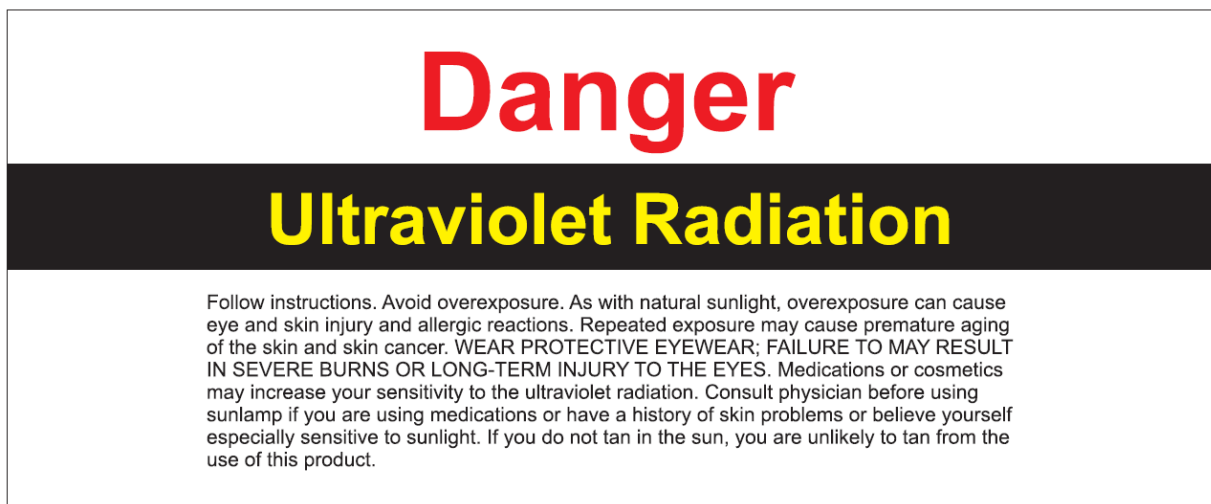 Danger
Ultraviolet Radiation
Follow instructions. Avoid overexposure. As with natural sunlight, overexposure can cause
eye and skin injury and allergic reactions. Repeated exposure may cause premature aging
of the skin and skin cancer. WEAR PROTECTIVE EYEWEAR; FAILURE TO MAY RESULT
IN SEVERE BURNS OR LONG-TERM INJURY TO THE EYES. Medications or cosmetics
may increase your sensitivity to the ultraviolet radiation. Consult physician before using
sunlamp if you are using medications or have a history of skin problems or believe yourself
especially sensitive to sunlight. If you do not tan in the sun, you are unlikely to tan from the
use of this product.